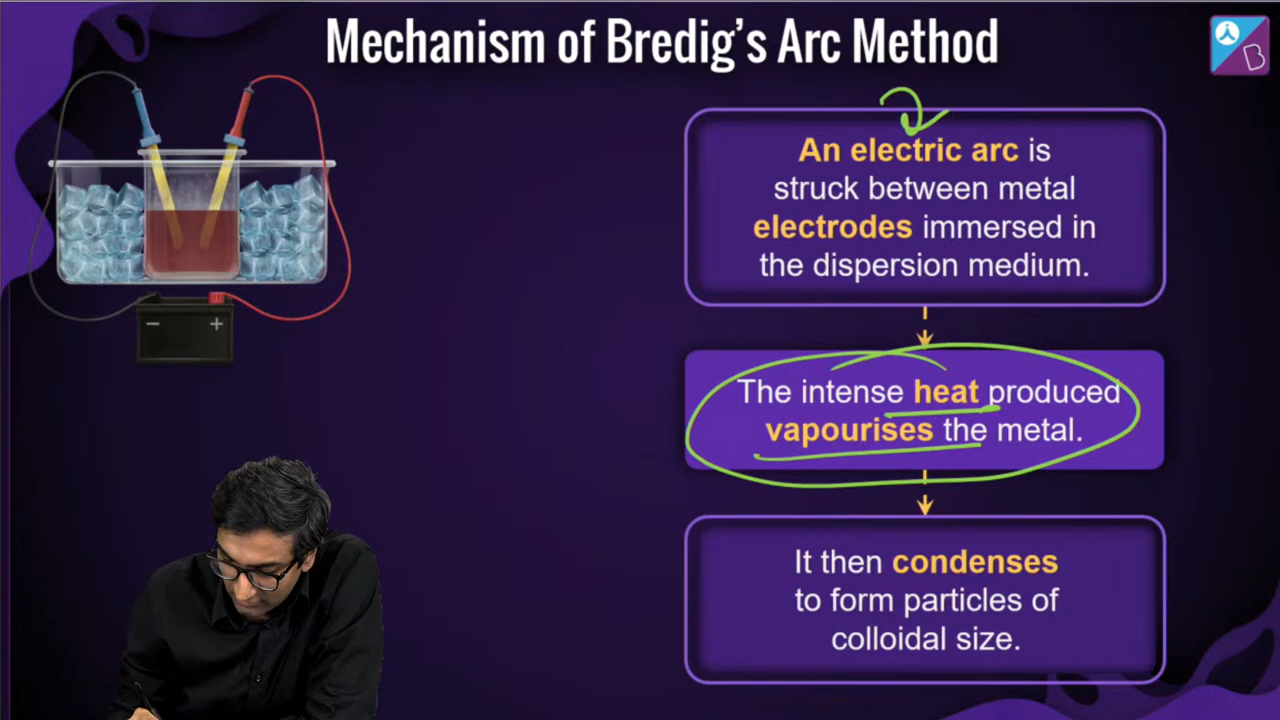 Mechanism of Bredig's Arc Method
B
An electric arc is
struck between metal
electrodes immersed in
the dispersion medium.
− +
The intense heat produced
vapourises the metal.
It then condenses
to form particles of
colloidal size.